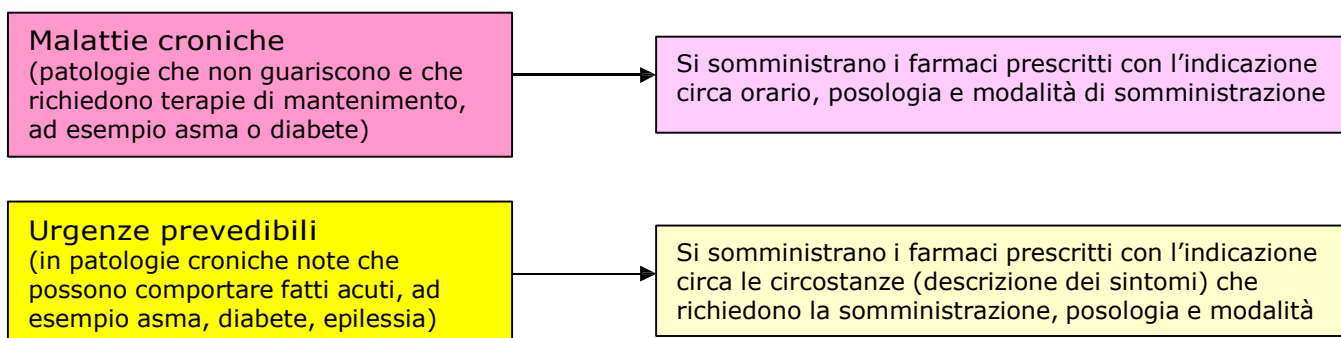 Malattie croniche
(patologie che non guariscono e che
richiedono terapie di mantenimento,
ad esempio asma o diabete)
Si somministrano i farmaci prescritti con l’indicazione
circa orario, posologia e modalità di somministrazione
Urgenze prevedibili
(in patologie croniche note che
possono comportare fatti acuti, ad
esempio asma, diabete, epilessia)
Si somministrano i farmaci prescritti con l’indicazione
circa le circostanze (descrizione dei sintomi) che
richiedono la somministrazione, posologia e modalità